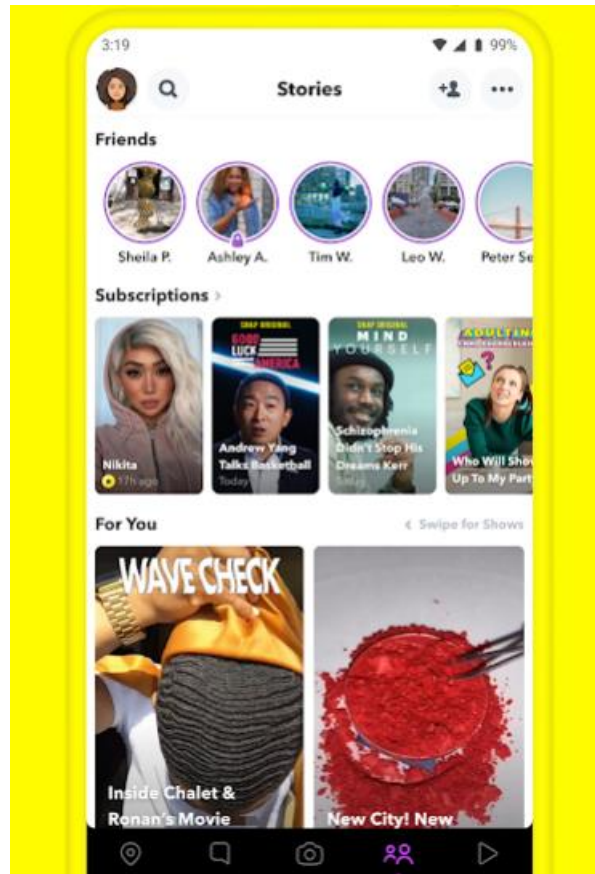 3:19
99%
Stories
Friends
Sheila P.
Ashley A.
Tim W.
Leo W.
Peter Se
Subscriptions >
Nikita
17h ago
SNAP ORIGINAL
GOOD
LUCK
AMERICA
Andrew Yang
Talks Basketball
Today
SNAP ORIGINAL
MIND
YOURSELF
Schizophrenia
Didn't Stop His
Dreams Kerr
Today
ADULTIN
Who Will Show
Up To My Part
For You
< Swipe for Shows
WAVE CHECK
Inside Chalet &
Ronan's Movie
New City! New